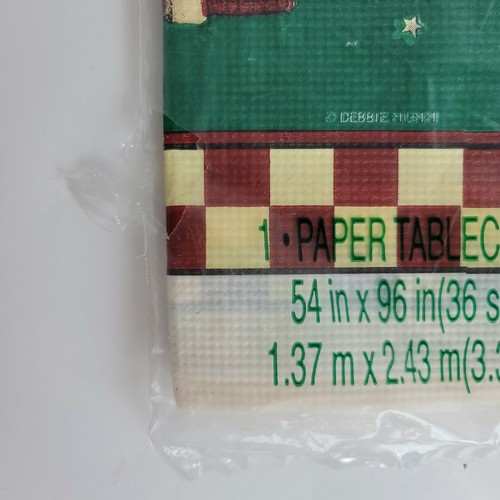 © DEBBIE MUMM
1 • PAPER TABLEC
54 in x 96 in(36 s
1.37 m x 2.43 m(3.3